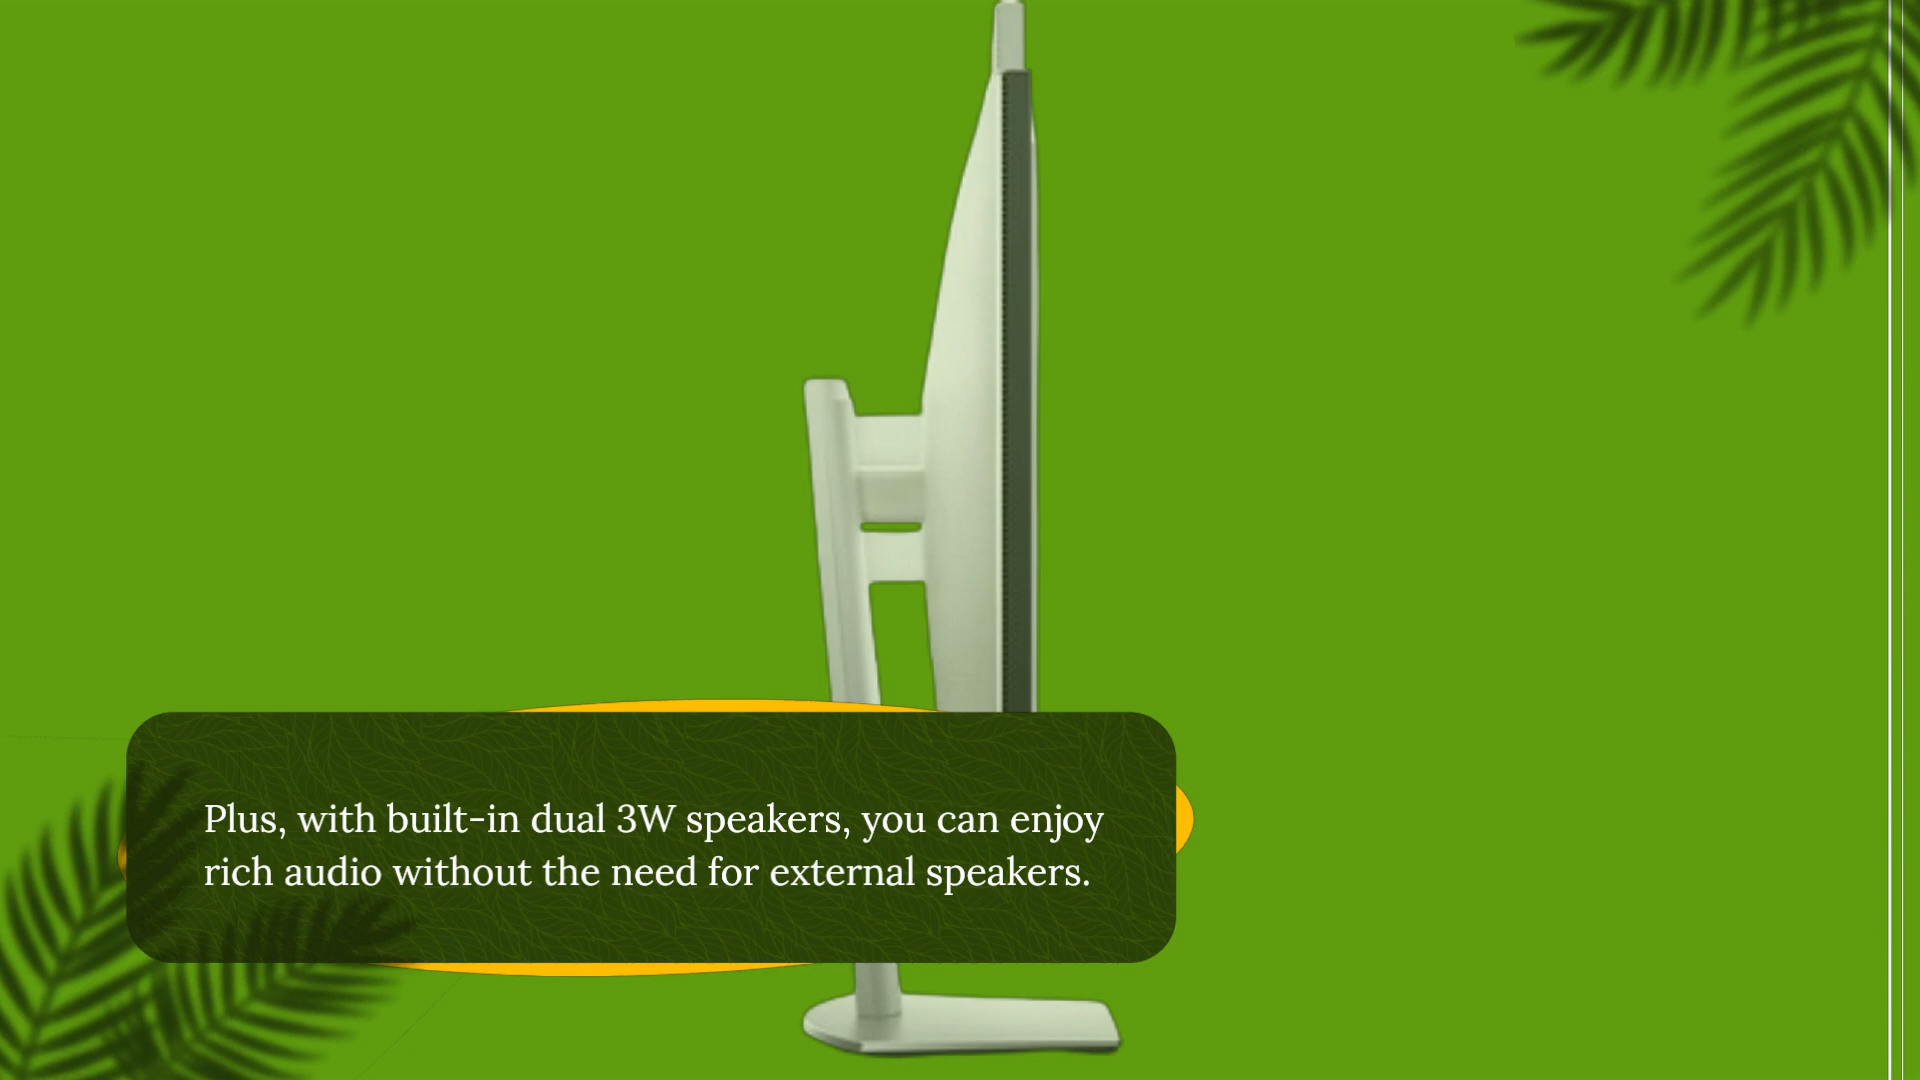 Plus, with built-in dual 3W speakers, you can enjoy
rich audio without the need for external speakers.